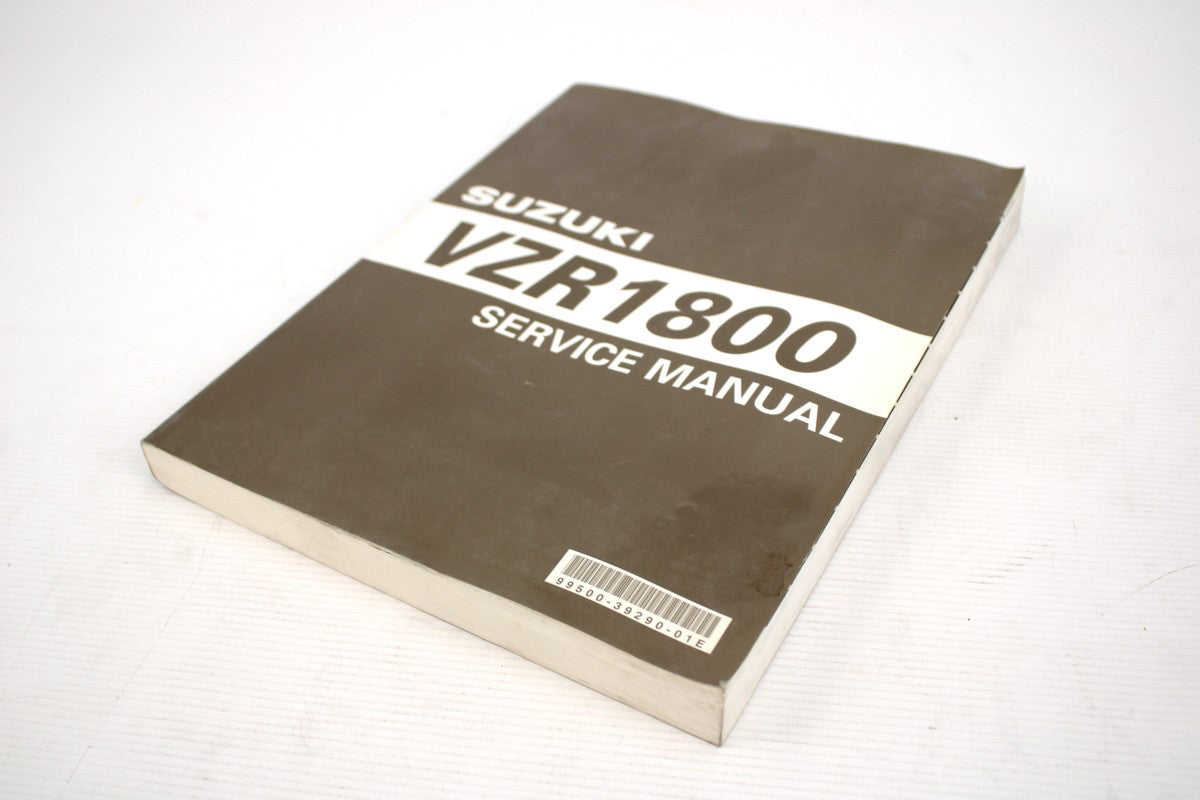 SUZUKI
VZR1800
SERVICE MANUAL
99500-39290-01E